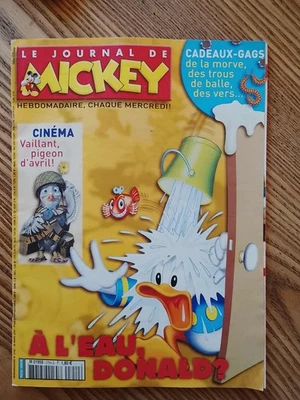 LE JOURNAL DE
MICKEY
HEBDOMADAIRE, CHAQUE MERCREDI!
CADEAUX-GAGS
de la morve,
des trous
de balle,
des vers...
CINÉMA
Vaillant,
pigeon
d'avril!
À L'EAU,
DONALD?